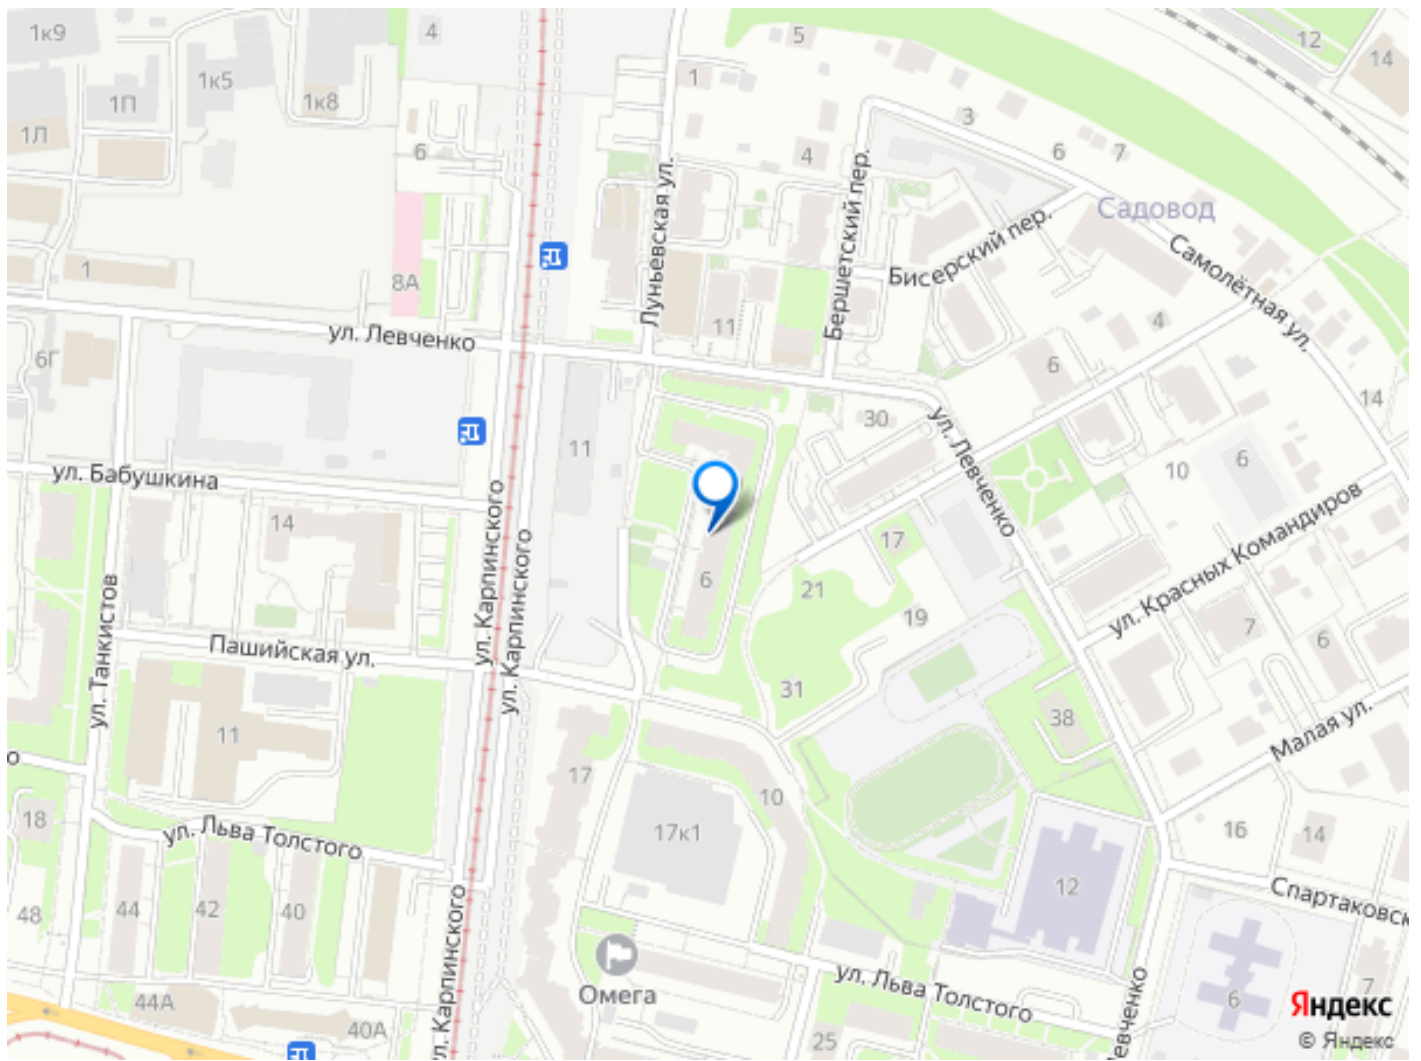 1к9
4
5
12
14
1к5
1П
1к8
1
1Л
6
3
4
6
7
Луньевская ул.
Бершетский пер.
Садовод
Бисерский пер.
Самолётная ул.
1
8А
11
4
ул. Левченко
6Г
6
14
30
ул. Левченко
11
ул. Бабушкина
10
6
14
ул. Карпинского
ул. Карпинского
17
ул. Красных Командиров
6
21
19
ул. Танкистов
Пашийская ул.
7
6
31
38
Малая ул.
11
о
17
10
18
ул. Льва Толстого
17к1
16
14
12
Спартаковск
48
44
42
40
ул. Карпинского
Омега
ул. Льва Толстого
Левченко
6
7
44А
40А
25
Яндекс
© Яндекс